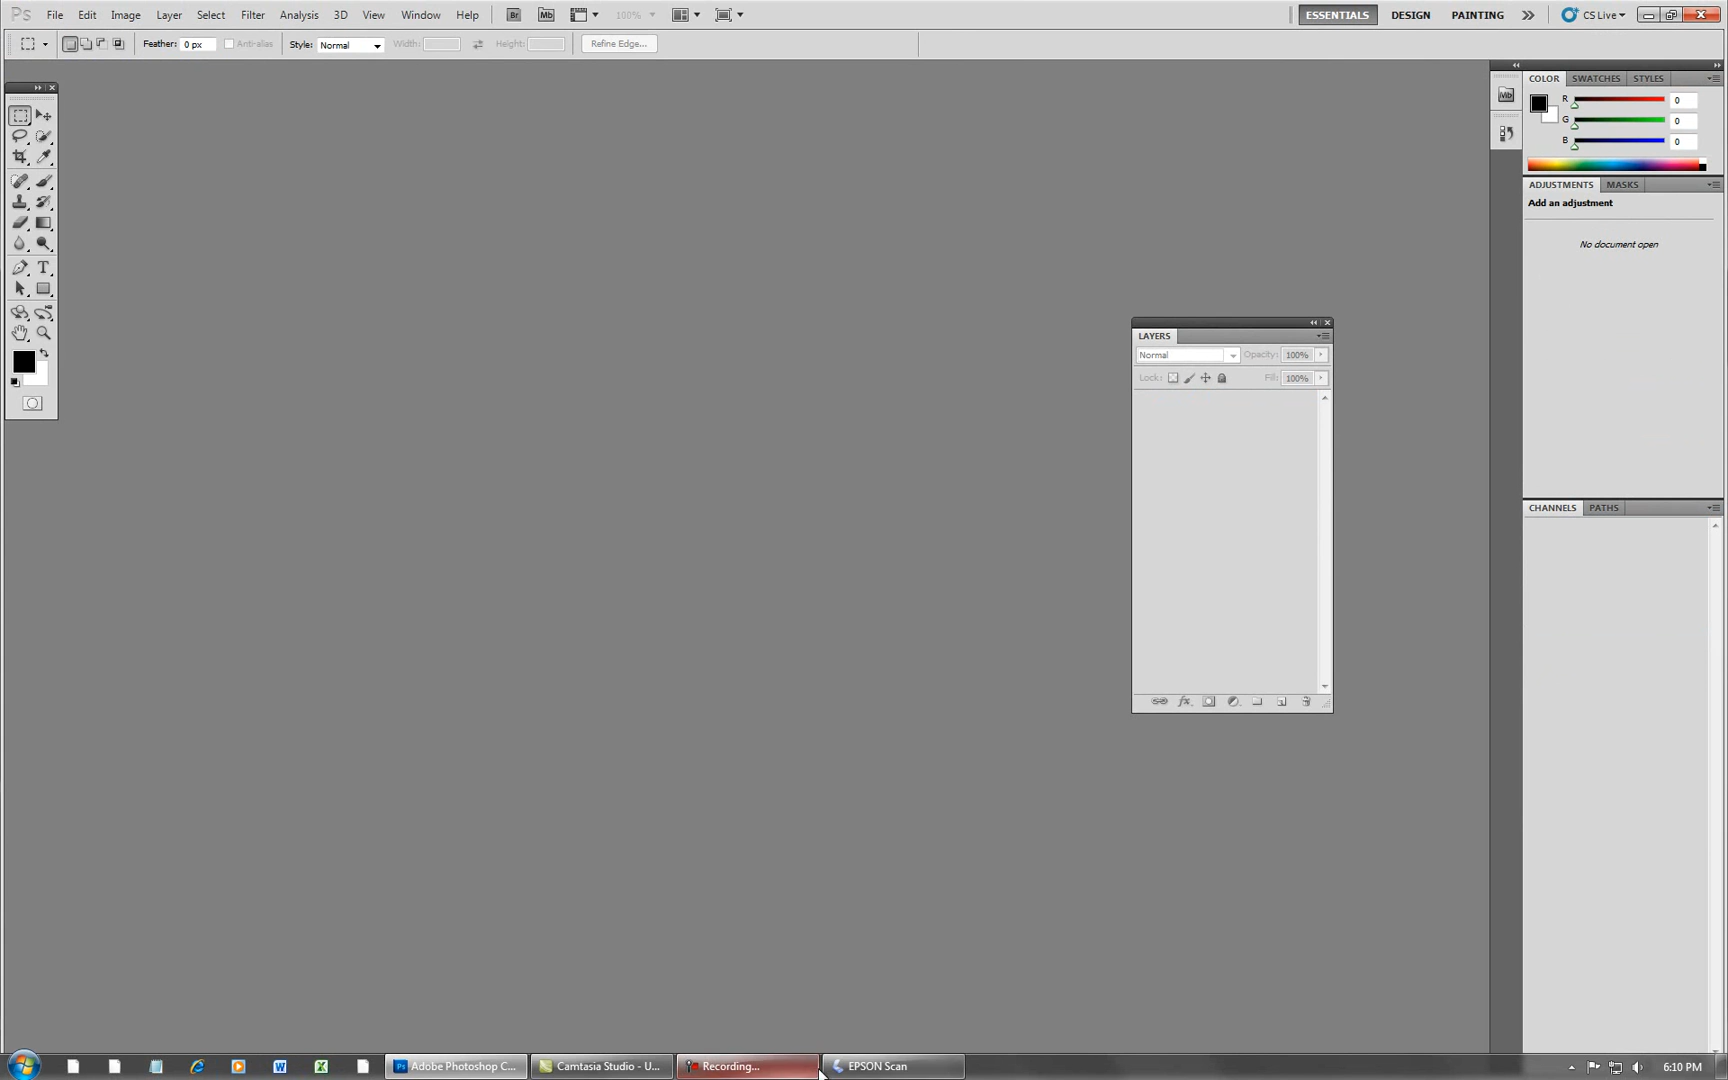 Ps File Edit Image Layer Select Filter Analysis 3D View Window Help Br Mb 100% ESSENTIALS DESIGN PAINTING CS Live
Feather: 0 px Anti-alias Style: Normal Width: Height: Refine Edge...
COLOR SWATCHES STYLES
Mb
R 0
G 0
B 0
ADJUSTMENTS MASKS
Add an adjustment
No document open
T
LAYERS
Normal Opacity: 100%
Lock: Fill: 100%
fx
CHANNELS PATHS
Ps Adobe Photoshop C... Camtasia Studio - U... Recording... EPSON Scan 6:10 PM